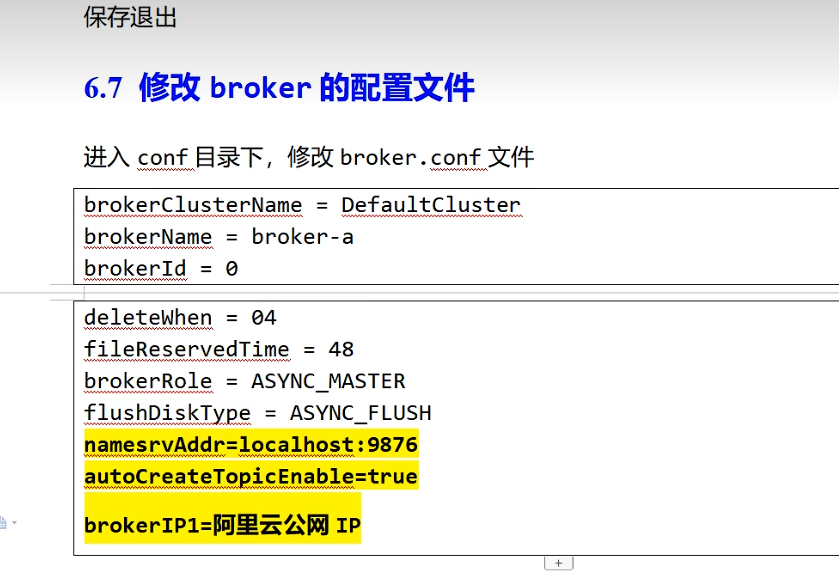 保存退出
6.7 修改 broker 的配置文件
进入 conf 目录下，修改 broker.conf 文件
brokerClusterName = DefaultCluster
brokerName = broker-a
brokerId = 0
deleteWhen = 04
fileReservedTime = 48
brokerRole = ASYNC_MASTER
flushDiskType = ASYNC_FLUSH
namesrvAddr=localhost:9876
autoCreateTopicEnable=true
brokerIP1=阿里云公网 IP